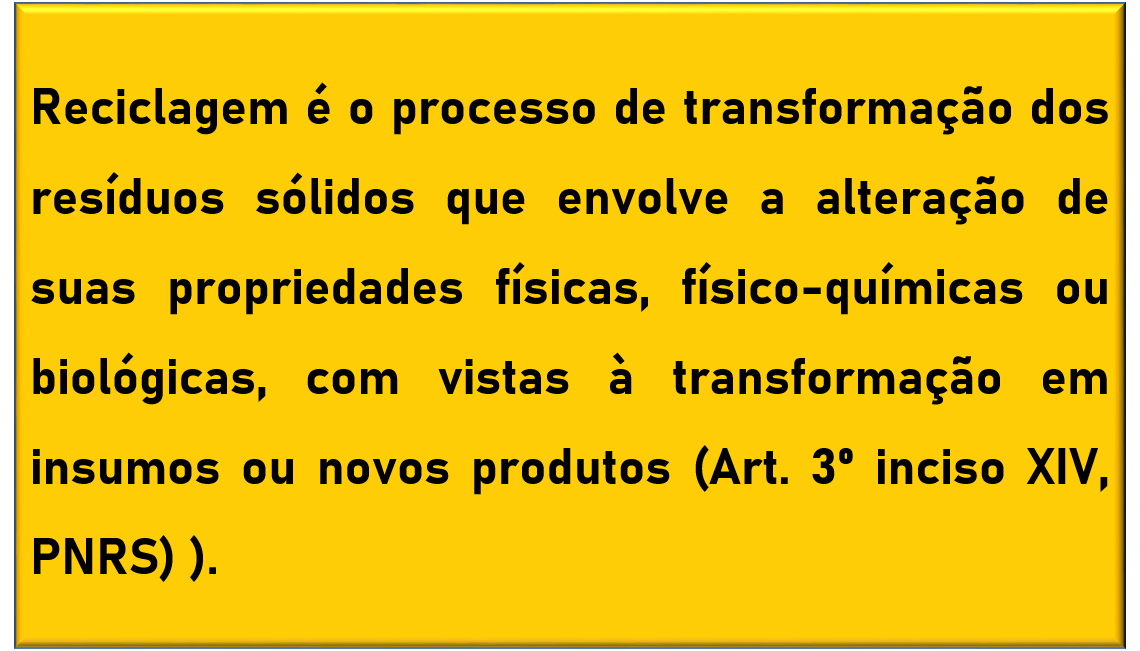 Reciclagem é o processo de transformação dos
resíduos sólidos que envolve a alteração de
suas propriedades físicas, físico-químicas ou
biológicas, com vistas à transformação em
insumos ou novos produtos (Art. 3º inciso XIV,
PNRS) ).